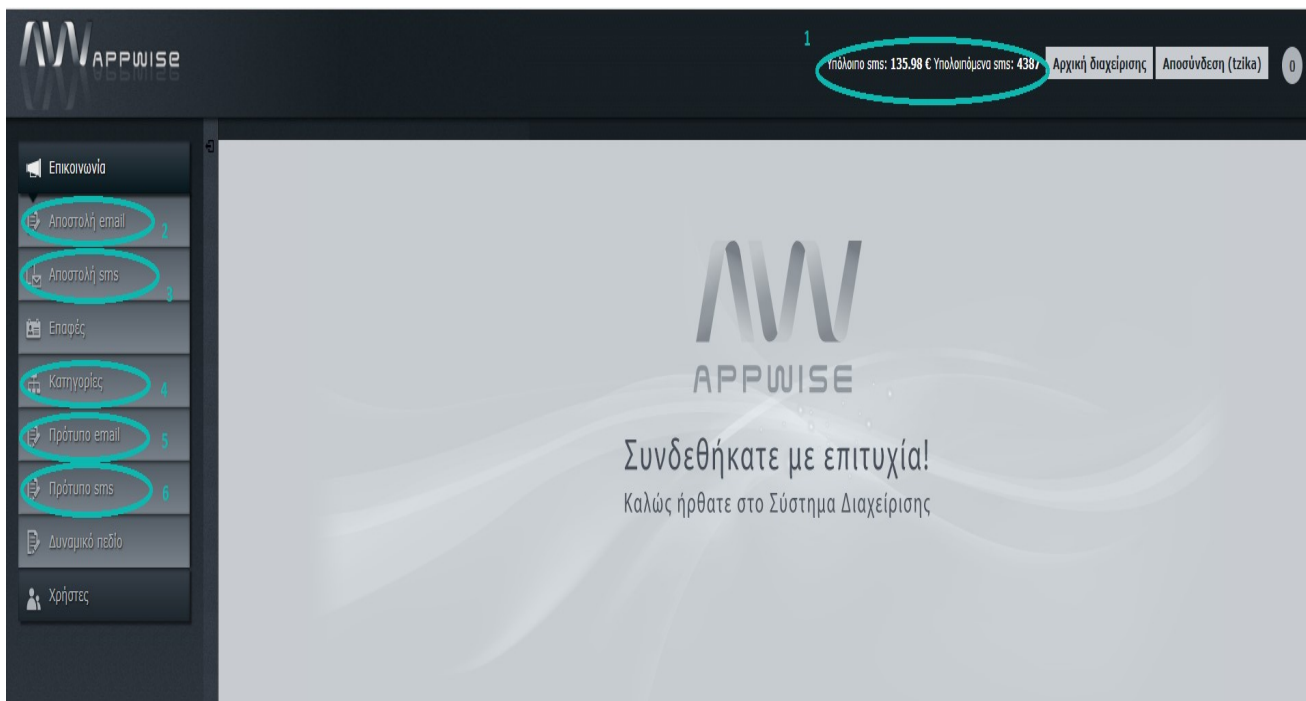 APPWISE
1
Υπόλοιπο sms: 135.98 € Υπολοιπόμενα sms: 4387
Αρχική διαχείρισης
Αποσύνδεση (tzika)
0
Επικοινωνία
Αποστολή email 2
Αποστολή sms 3
Επαφές
Κατηγορίες 4
Πρότυπο email 5
Πρότυπο sms 6
Δυναμικό πεδίο
Χρήστες
APPWISE
Συνδεθήκατε με επιτυχία!
Καλώς ήρθατε στο Σύστημα Διαχείρισης